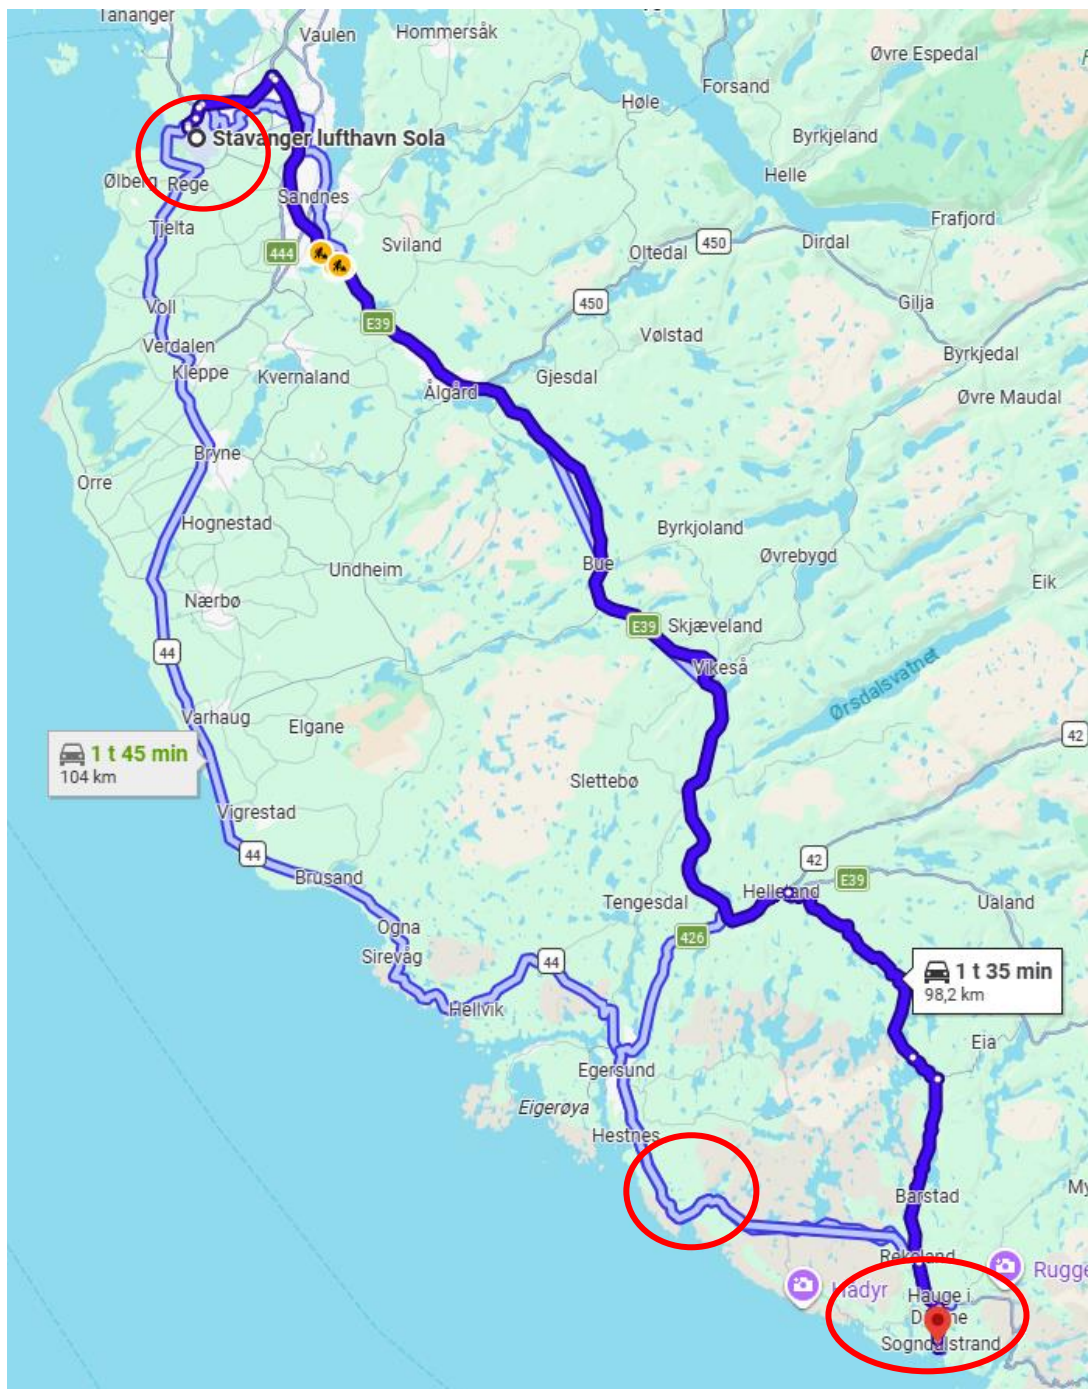 Tananger
Vaulen
Hommersåk
Øvre Espedal
Forsand
Høle
Byrkjeland
Stavanger lufthavn Sola
Helle
Ølberg
Rege
Sandnes
Frafjord
Tjelta
Sviland
450
Dirdal
444
Oltedal
Gilja
Voll
450
E39
Vølstad
Verdalen
Byrkjedal
Kleppe
Kvernaland
Gjesdal
Ålgård
Øvre Maudal
Bryne
Orre
Hognestad
Byrkjoland
Øvrebygd
Undheim
Bue
Eik
Nærbø
E39
Skjæveland
44
Vikeså
Ørsdalsvatnet
Varhaug
Elgane
42
1 t 45 min
104 km
Slettebø
Vigrestad
44
42
Brusand
E39
Helleland
Tengesdal
Ualand
Ogna
426
Sirevåg
44
1 t 35 min
98,2 km
Hellvik
Eia
Egersund
Eigerøya
Hestnes
Barstad
My
Rekeland
Rugge
Hådyr
Hauge i
Dalane
Sogndalstrand